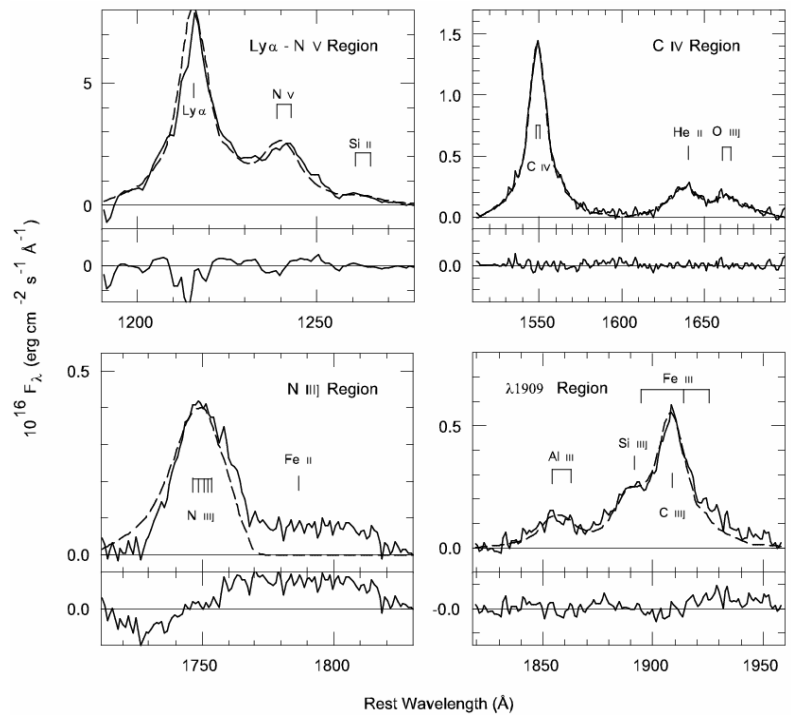 Lyα - N V Region
5
Lyα
N V
Si II
0
0
1200
1250
C IV Region
1.5
1.0
0.5
0.0
C IV
He II
O III]
0.0
1550
1600
1650
10^16 F_λ (erg cm^-2 s^-1 Å^-1)
N III] Region
0.5
Fe II
N III]
0.0
0.0
1750
1800
λ1909 Region
Fe III
0.5
Si III]
Al III
C III]
0.0
-0.0
1850
1900
1950
Rest Wavelength (Å)